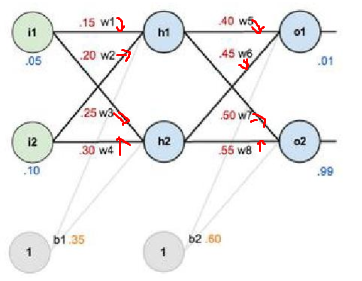 .15 w1 .40 w5
i1 h1 o1
.20 w2 .45 w6
.05 .01
.25 w3 .50 w7
i2 h2 o2
.30 w4 .55 w8
.10 .99
1 b1 .35 1 b2 .60